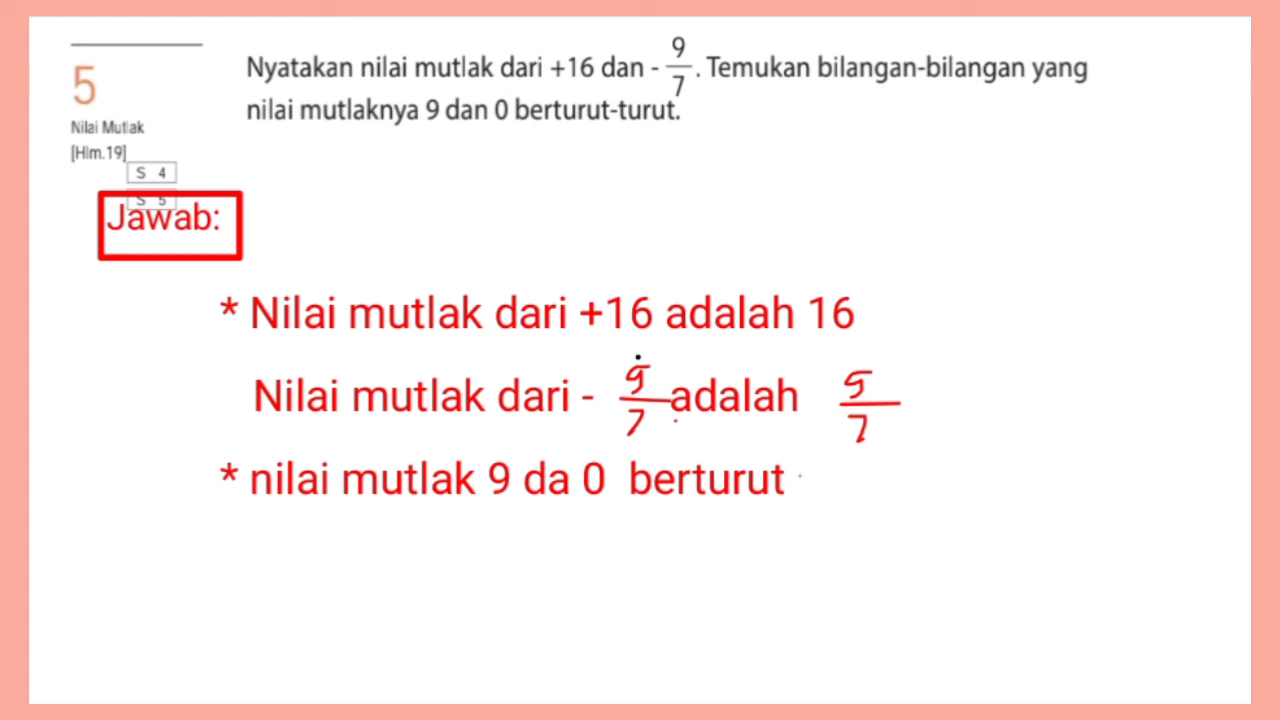 5
Nilai Mutlak
[Hlm.19]
S 4
S 5
Nyatakan nilai mutlak dari +16 dan - 9/7. Temukan bilangan-bilangan yang
nilai mutlaknya 9 dan 0 berturut-turut.
Jawab:
* Nilai mutlak dari +16 adalah 16
Nilai mutlak dari - 9/7 adalah 9/7
* nilai mutlak 9 da 0 berturut